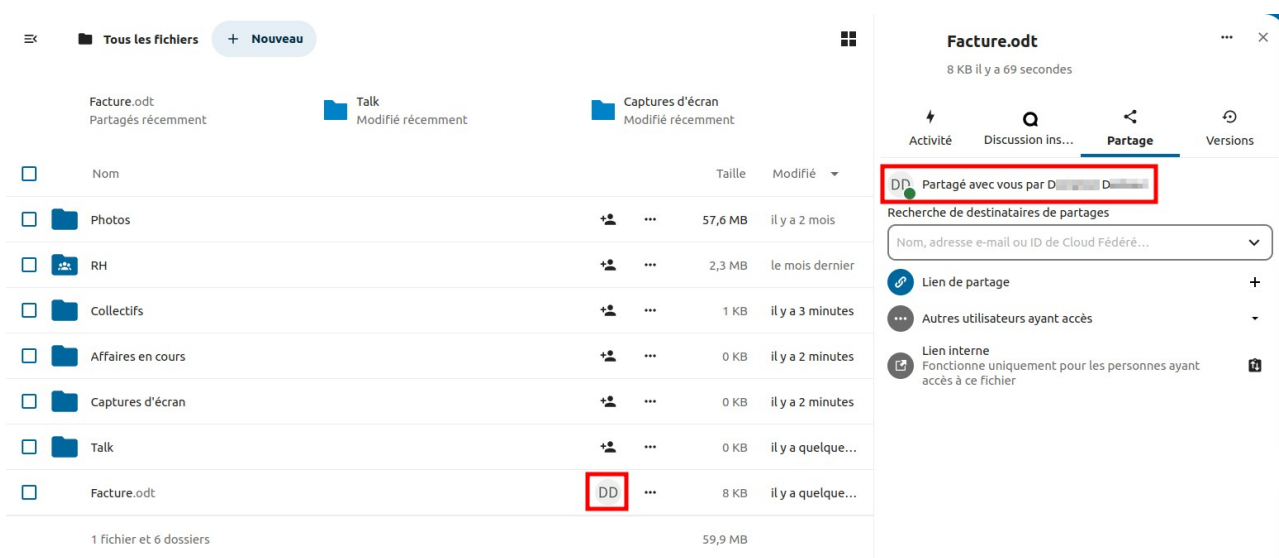 Tous les fichiers
+ Nouveau
Facture.odt
Partagés récemment
Talk
Modifié récemment
Captures d'écran
Modifié récemment
Nom Taille Modifié
Photos 57,6 MB il y a 2 mois
RH 2,3 MB le mois dernier
Collectifs 1 KB il y a 3 minutes
Affaires en cours 0 KB il y a 2 minutes
Captures d'écran 0 KB il y a 2 minutes
Talk 0 KB il y a quelque…
Facture.odt DD 8 KB il y a quelque…
1 fichier et 6 dossiers 59,9 MB
Facture.odt
8 KB il y a 69 secondes
Activité Discussion ins… Partage Versions
DD Partagé avec vous par D D
Recherche de destinataires de partages
Nom, adresse e-mail ou ID de Cloud Fédéré…
Lien de partage
Autres utilisateurs ayant accès
Lien interne
Fonctionne uniquement pour les personnes ayant
accès à ce fichier